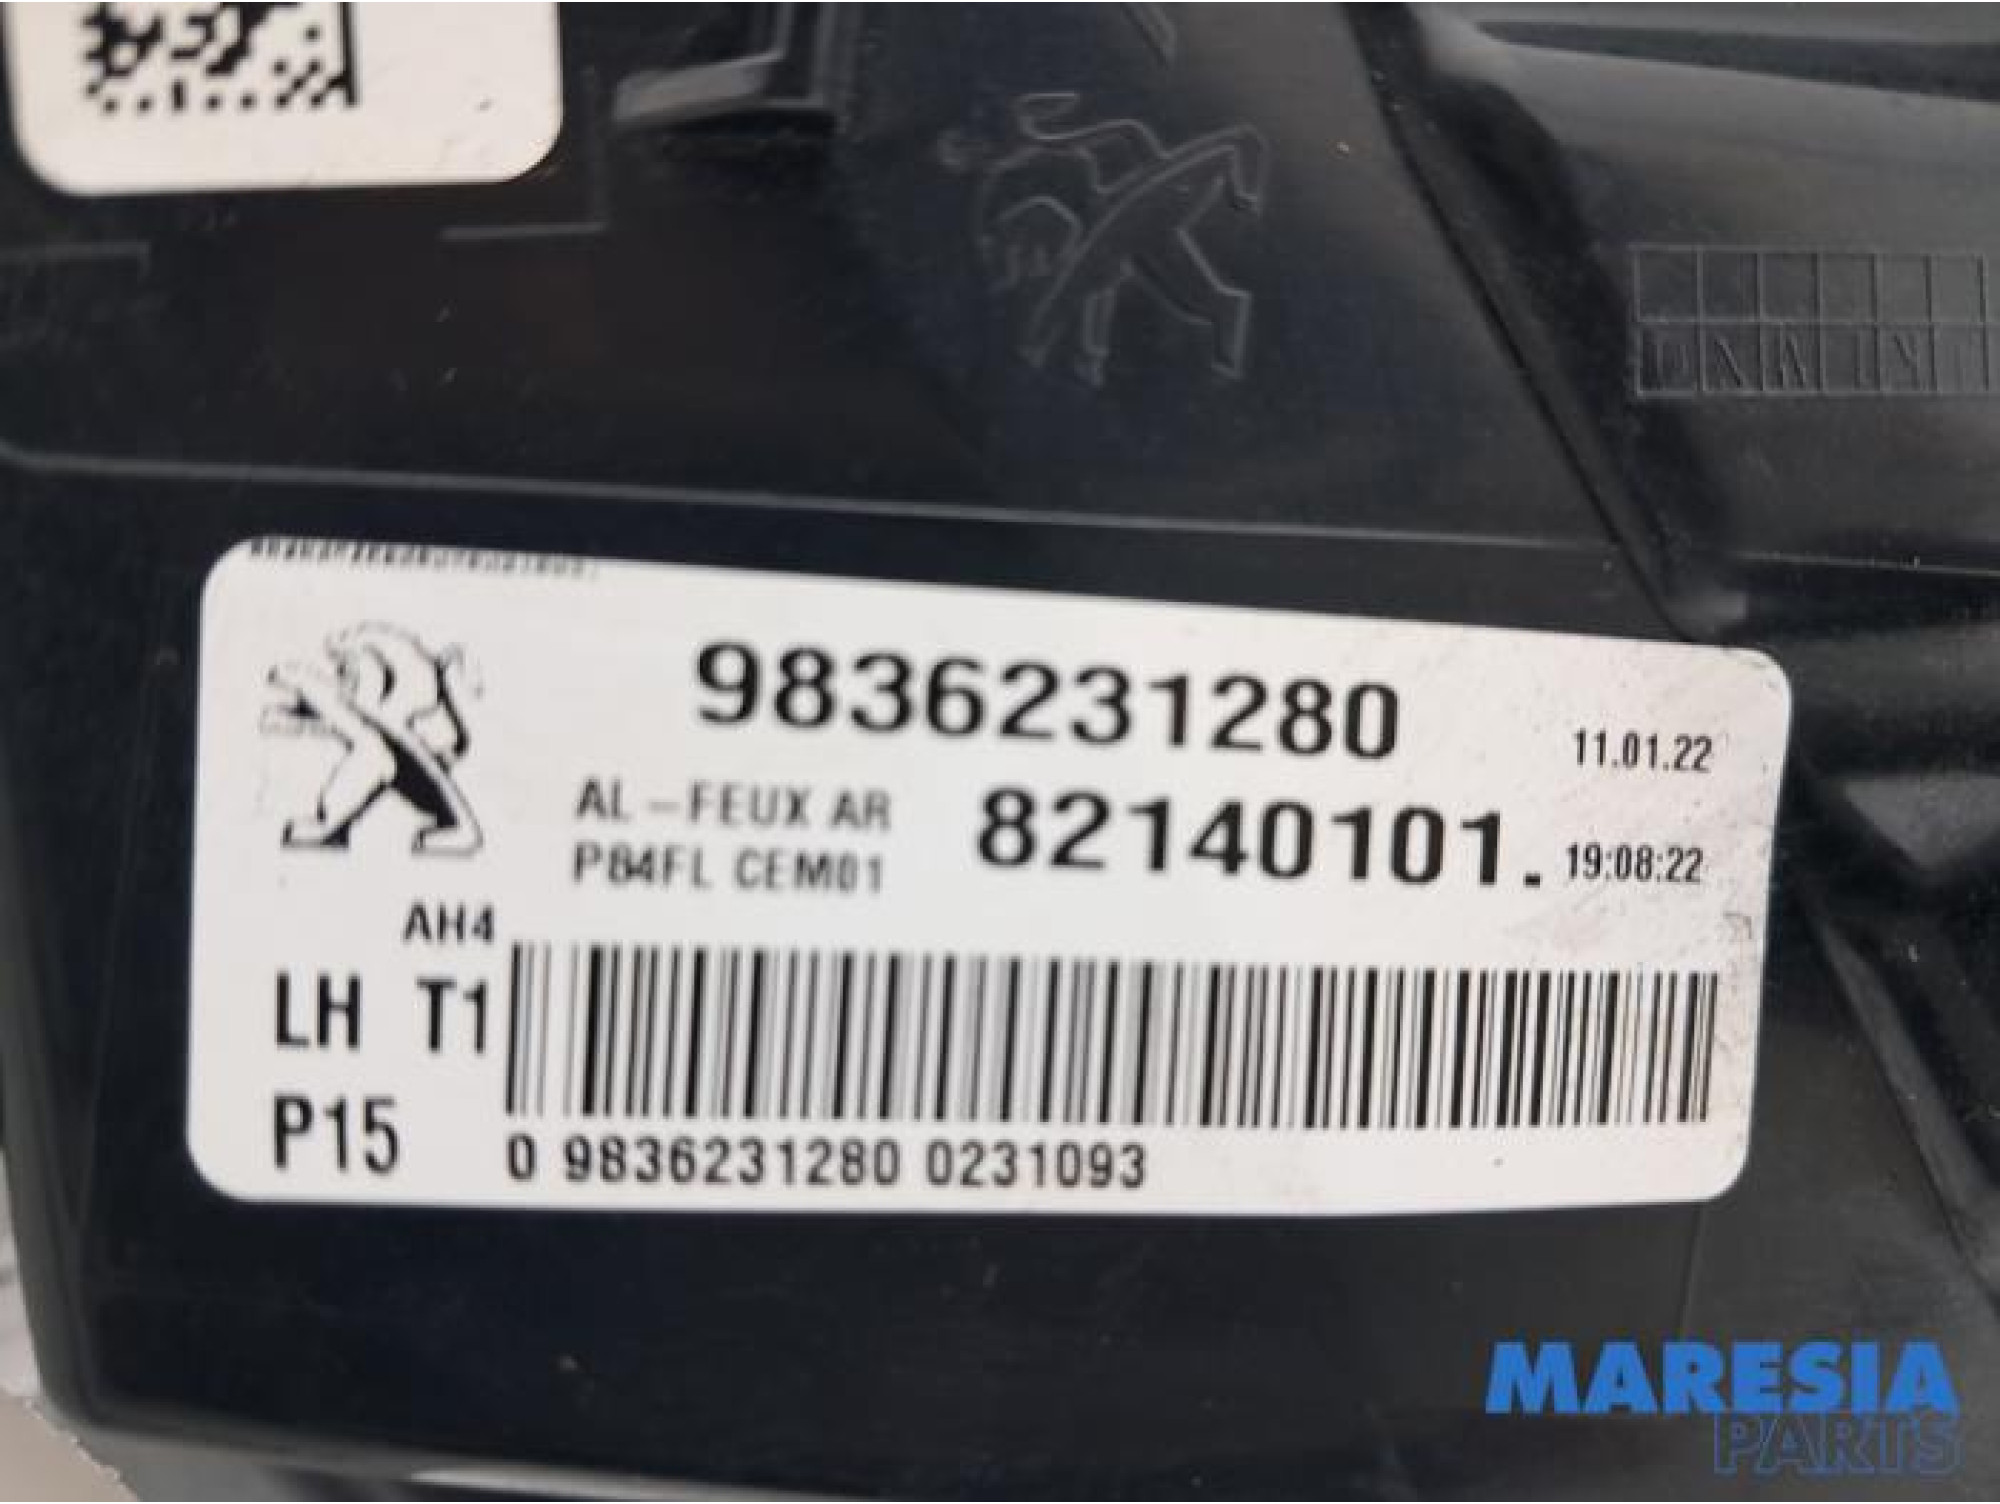 9836231280
11.01.22
AL-FEUX AR 82140101.
P84FL CEM01 19:08:22
AH4
LH T1
P15
0 9836231280 0231093
MARESIA
PARTS